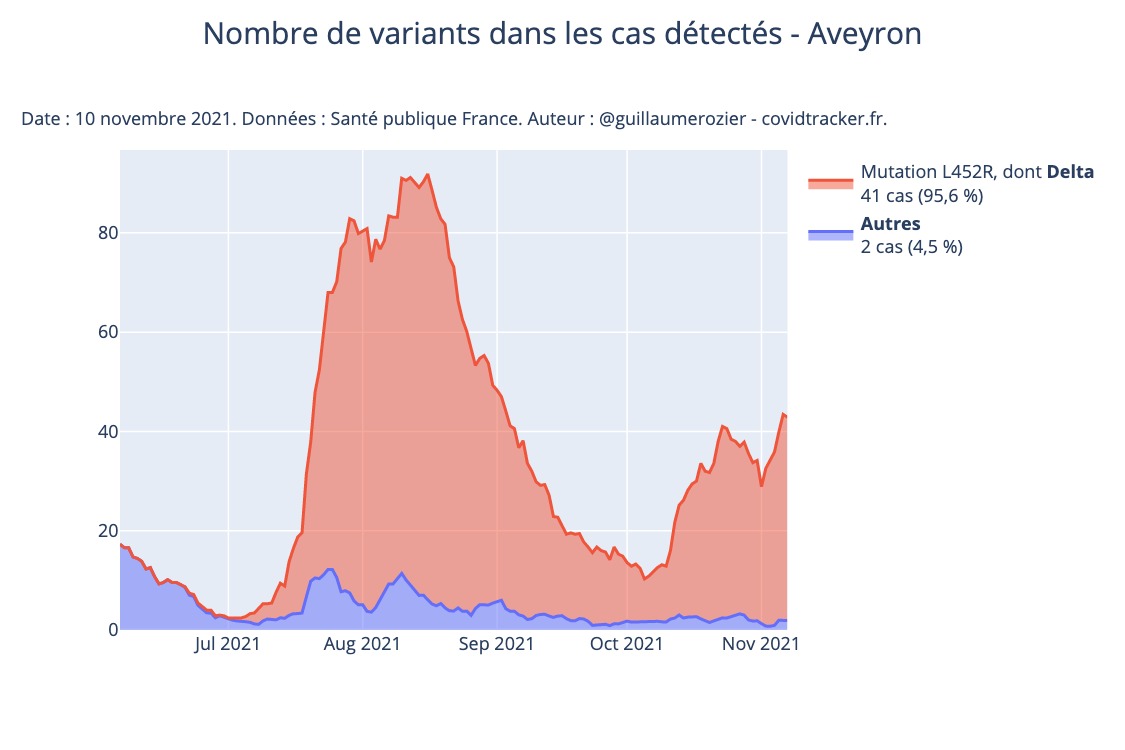 Nombre de variants dans les cas détectés - Aveyron
Date : 10 novembre 2021. Données : Santé publique France. Auteur : @guillaumerozier - covidtracker.fr.
Mutation L452R, dont Delta
41 cas (95,6 %)
Autres
2 cas (4,5 %)
80
60
40
20
0
Jul 2021
Aug 2021
Sep 2021
Oct 2021
Nov 2021